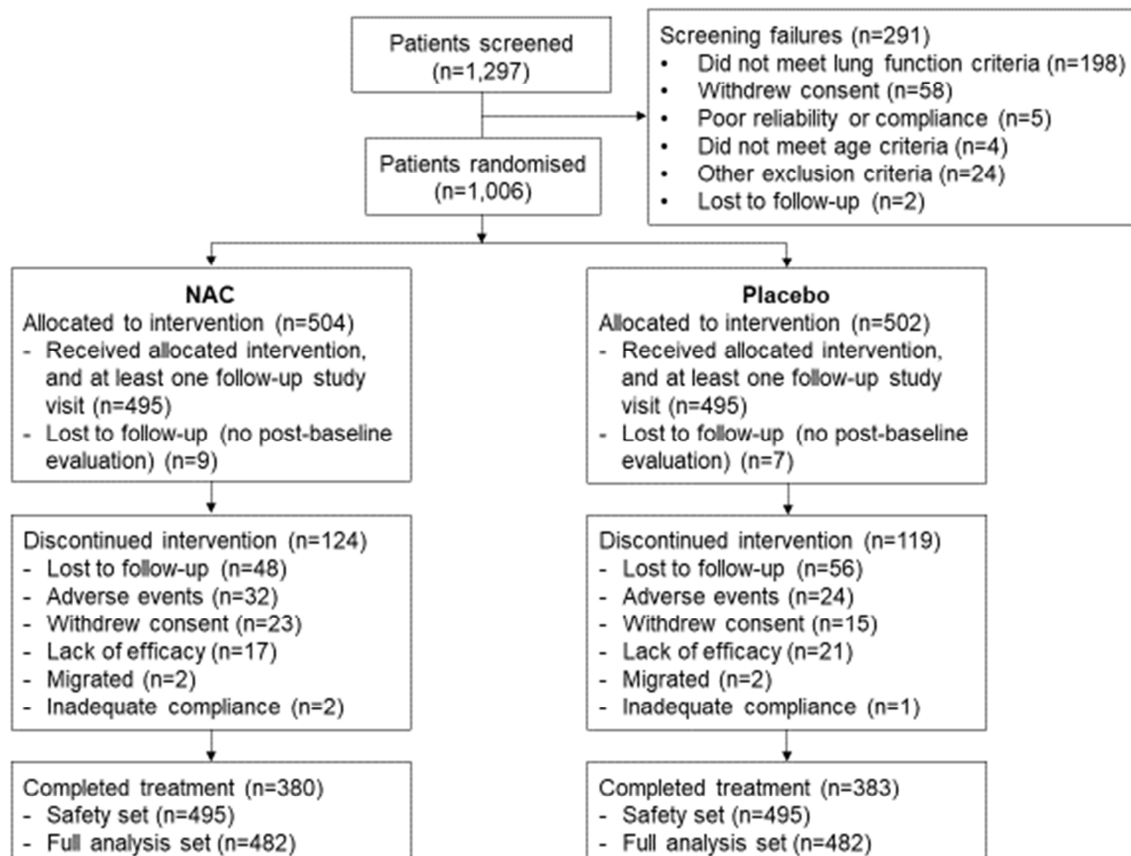 Patients screened
(n=1,297)
Screening failures (n=291)
• Did not meet lung function criteria (n=198)
• Withdrew consent (n=58)
• Poor reliability or compliance (n=5)
• Did not meet age criteria (n=4)
• Other exclusion criteria (n=24)
• Lost to follow-up (n=2)
Patients randomised
(n=1,006)
NAC
Allocated to intervention (n=504)
- Received allocated intervention,
and at least one follow-up study
visit (n=495)
- Lost to follow-up (no post-baseline
evaluation) (n=9)
Placebo
Allocated to intervention (n=502)
- Received allocated intervention,
and at least one follow-up study
visit (n=495)
- Lost to follow-up (no post-baseline
evaluation) (n=7)
Discontinued intervention (n=124)
- Lost to follow-up (n=48)
- Adverse events (n=32)
- Withdrew consent (n=23)
- Lack of efficacy (n=17)
- Migrated (n=2)
- Inadequate compliance (n=2)
Discontinued intervention (n=119)
- Lost to follow-up (n=56)
- Adverse events (n=24)
- Withdrew consent (n=15)
- Lack of efficacy (n=21)
- Migrated (n=2)
- Inadequate compliance (n=1)
Completed treatment (n=380)
- Safety set (n=495)
- Full analysis set (n=482)
Completed treatment (n=383)
- Safety set (n=495)
- Full analysis set (n=482)